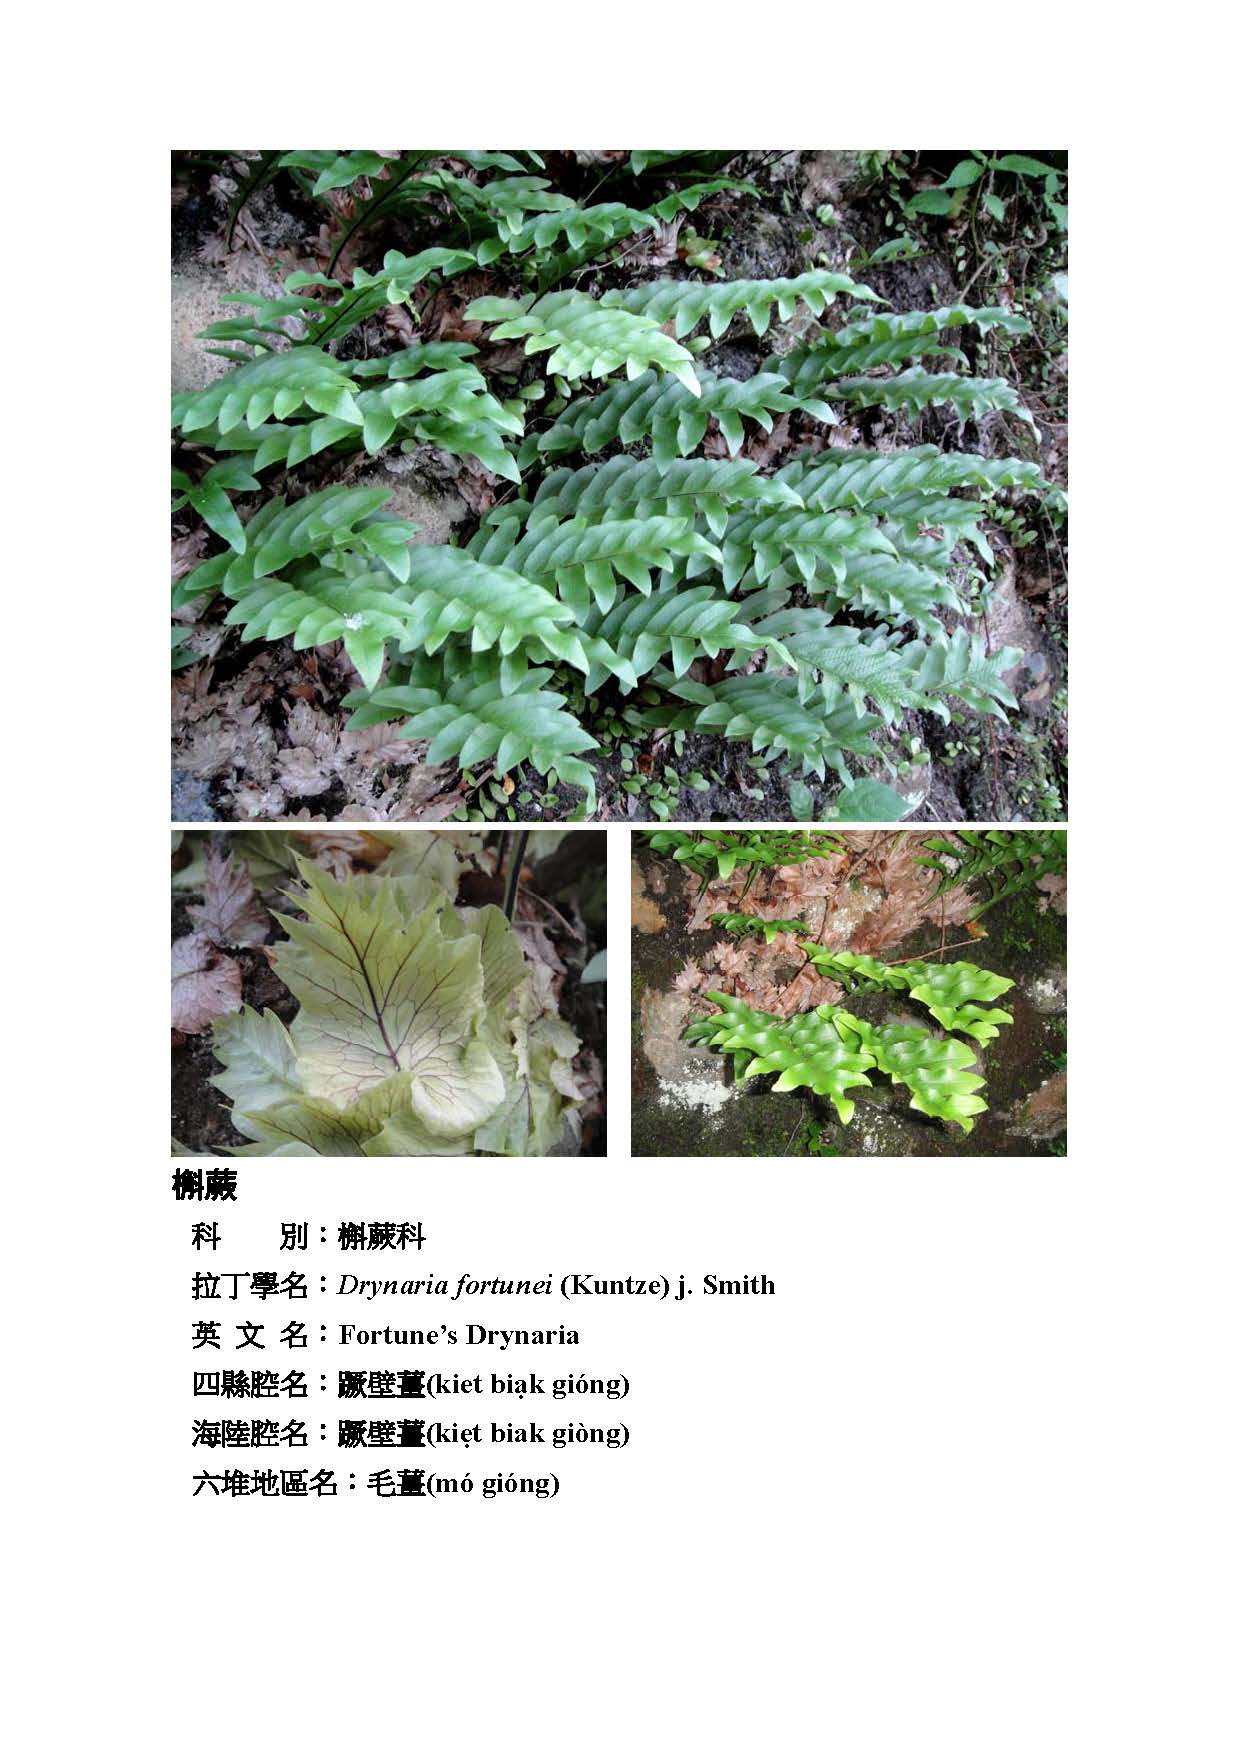 槲蕨
科　　別：槲蕨科
拉丁學名：Drynaria fortunei (Kuntze) j. Smith
英 文 名：Fortune’s Drynaria
四縣腔名：蹶壁薑(kiet bia̩k gióng)
海陸腔名：蹶壁薑(kie̩t biak giòng)
六堆地區名：毛薑(mó gióng)